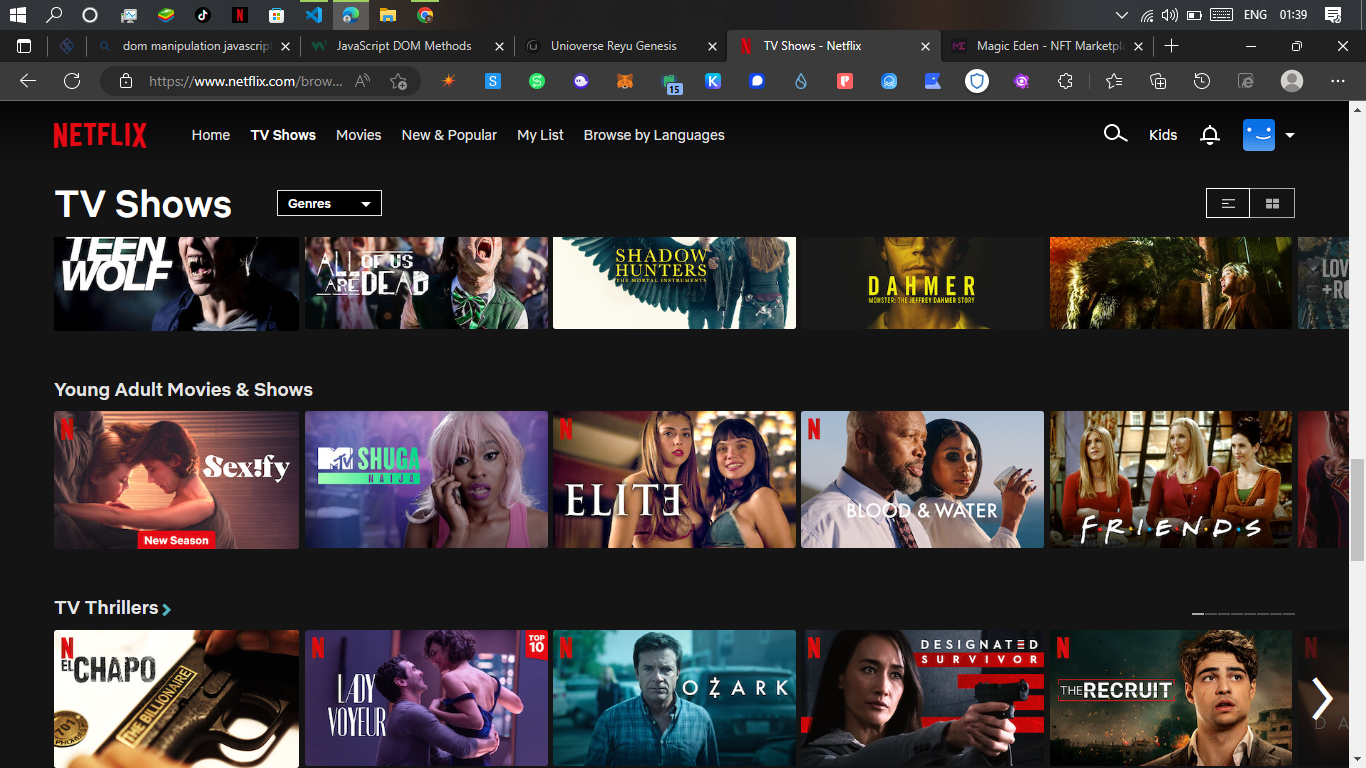 ENG 01:39
dom manipulation javascrip
JavaScript DOM Methods
Unioverse Reyu Genesis
TV Shows - Netflix
Magic Eden - NFT Marketpla
https://www.netflix.com/brow...
15
NETFLIX
Home TV Shows Movies New & Popular My List Browse by Languages
Kids
TV Shows
Genres
TEEN
WOLF
ALL OF US
ARE DEAD
SHADOW
HUNTERS
THE MORTAL INSTRUMENTS
DAHMER
MONSTER: THE JEFFREY DAHMER STORY
LOV
+RO
Young Adult Movies & Shows
Sex!fy
New Season
MTV SHUGA
NAIJA
ELITE
BLOOD & WATER
F•R•I•E•N•D•S
TV Thrillers
EL CHAPO
THE BILLIONAIRE
701
LADY
VOYEUR
TOP
10
OZARK
DESIGNATED
SURVIVOR
THE RECRUIT
DA